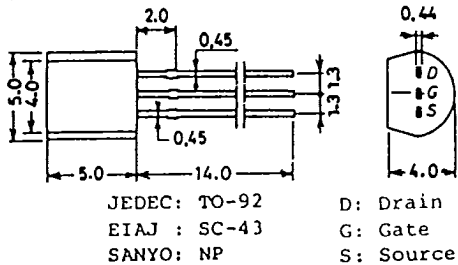 2.0
0.44
0,45
D
G
S
5.0
4.0
1.3
1.3
0,45
5.0
14.0
4.0
JEDEC: TO-92
EIAJ : SC-43
SANYO: NP
D: Drain
G: Gate
S: Source